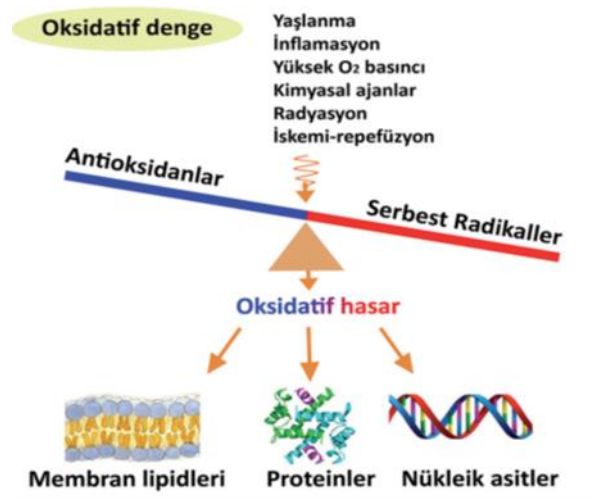 Oksidatif denge
Yaşlanma
İnflamasyon
Yüksek O₂ basıncı
Kimyasal ajanlar
Radyasyon
İskemi-repefüzyon
Antioksidanlar
Serbest Radikaller
Oksidatif hasar
Membran lipidleri
Proteinler
Nükleik asitler